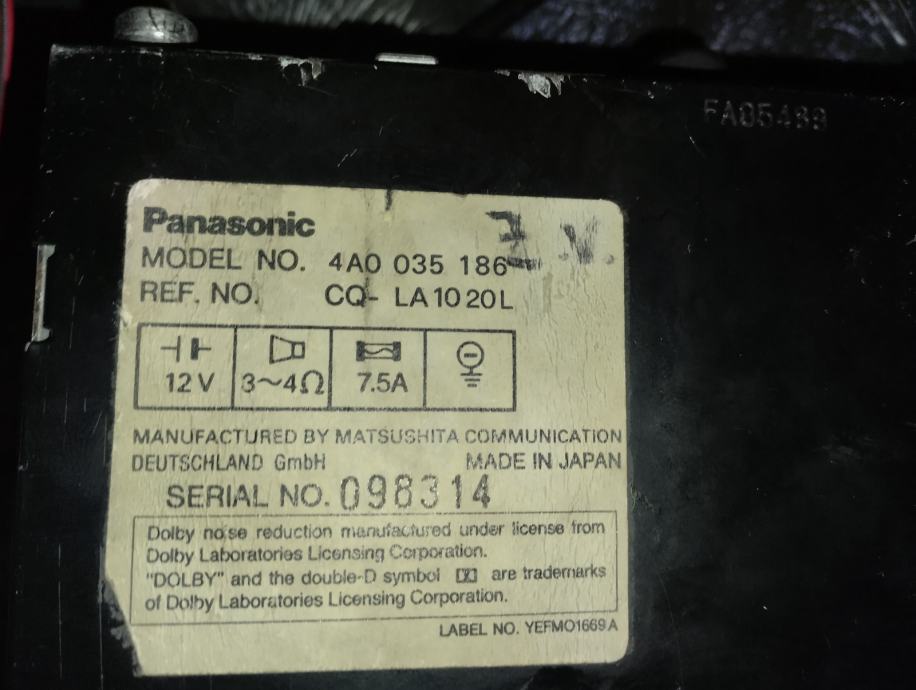 FA05499
Panasonic
MODEL NO. 4A0 035 186
REF. NO. CQ- LA1020L
12V 3~4Ω 7.5A
MANUFACTURED BY MATSUSHITA COMMUNICATION
DEUTSCHLAND GmbH MADE IN JAPAN
SERIAL NO. 098314
Dolby noise reduction manufactured under license from
Dolby Laboratories Licensing Corporation.
"DOLBY" and the double-D symbol are trademarks
of Dolby Laboratories Licensing Corporation.
LABEL NO. YEFM01669A